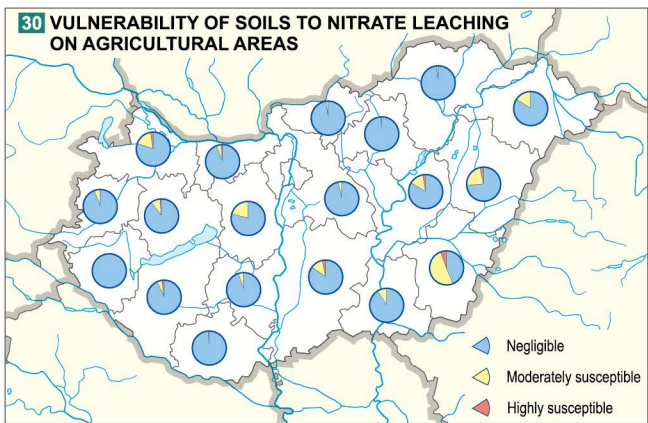 30 VULNERABILITY OF SOILS TO NITRATE LEACHING
ON AGRICULTURAL AREAS
Negligible
Moderately susceptible
Highly susceptible